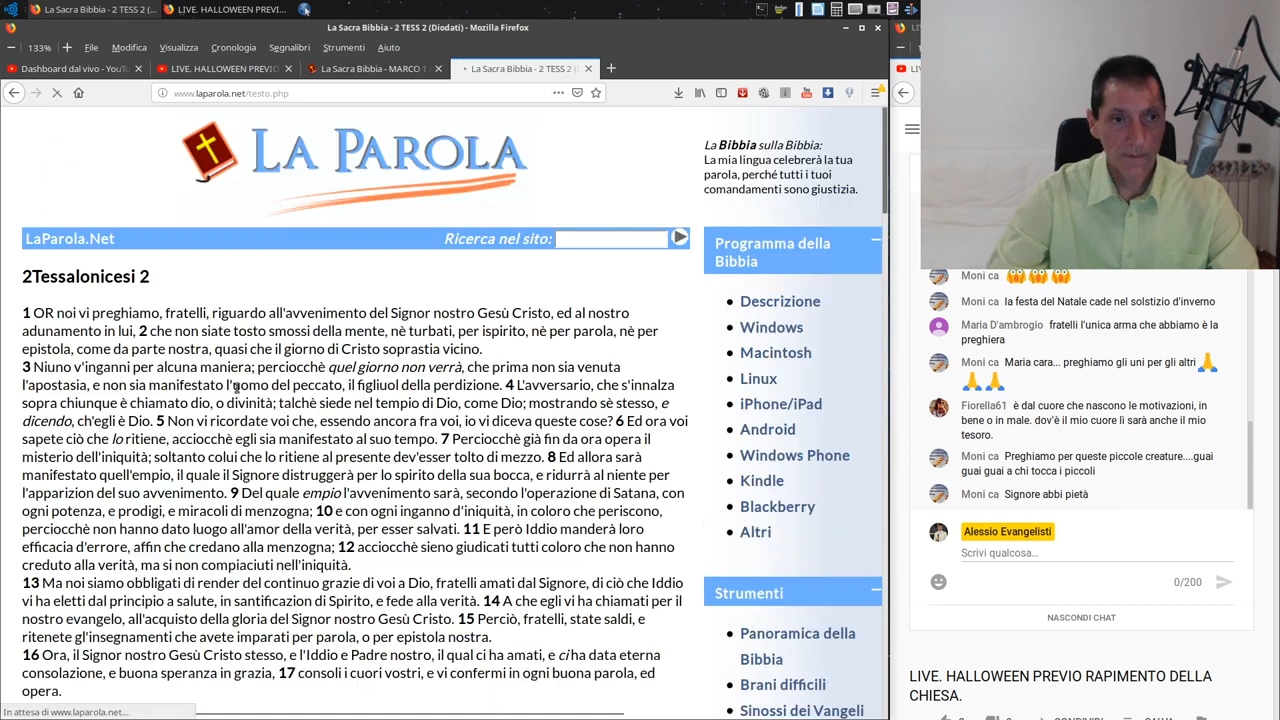 La Sacra Bibbia - 2 TESS 2 (...
LIVE. HALLOWEEN PREVI...
La Sacra Bibbia - 2 TESS 2 (Diodati) - Mozilla Firefox
133%
File
Modifica
Visualizza
Cronologia
Segnalibri
Strumenti
Aiuto
Dashboard dal vivo - YouTu
LIVE. HALLOWEEN PREVIO
La Sacra Bibbia - MARCO 1
La Sacra Bibbia - 2 TESS 2 (
www.laparola.net/testo.php
LA PAROLA
La Bibbia sulla Bibbia:
La mia lingua celebrerà la tua
parola, perché tutti i tuoi
comandamenti sono giustizia.
LaParola.Net
Ricerca nel sito:
2Tessalonicesi 2
1 OR noi vi preghiamo, fratelli, riguardo all'avvenimento del Signor nostro Gesù Cristo, ed al nostro
adunamento in lui, 2 che non siate tosto smossi della mente, nè turbati, per ispirito, nè per parola, nè per
epistola, come da parte nostra, quasi che il giorno di Cristo soprastia vicino.
3 Niuno v'inganni per alcuna maniera; perciocchè quel giorno non verrà, che prima non sia venuta
l'apostasia, e non sia manifestato l'uomo del peccato, il figliuol della perdizione. 4 L'avversario, che s'innalza
sopra chiunque è chiamato dio, o divinità; talchè siede nel tempio di Dio, come Dio; mostrando sè stesso, e
dicendo, ch'egli è Dio. 5 Non vi ricordate voi che, essendo ancora fra voi, io vi diceva queste cose? 6 Ed ora voi
sapete ciò che lo ritiene, acciocchè egli sia manifestato al suo tempo. 7 Perciocchè già fin da ora opera il
misterio dell'iniquità; soltanto colui che lo ritiene al presente dev'esser tolto di mezzo. 8 Ed allora sarà
manifestato quell'empio, il quale il Signore distruggerà per lo spirito della sua bocca, e ridurrà al niente per
l'apparizion del suo avvenimento. 9 Del quale empio l'avvenimento sarà, secondo l'operazione di Satana, con
ogni potenza, e prodigi, e miracoli di menzogna; 10 e con ogni inganno d'iniquità, in coloro che periscono,
perciocchè non hanno dato luogo all'amor della verità, per esser salvati. 11 E però Iddio manderà loro
efficacia d'errore, affin che credano alla menzogna; 12 acciocchè sieno giudicati tutti coloro che non hanno
creduto alla verità, ma si non compiaciuti nell'iniquità.
13 Ma noi siamo obbligati di render del continuo grazie di voi a Dio, fratelli amati dal Signore, di ciò che Iddio
vi ha eletti dal principio a salute, in santificazion di Spirito, e fede alla verità. 14 A che egli vi ha chiamati per il
nostro evangelo, all'acquisto della gloria del Signor nostro Gesù Cristo. 15 Perciò, fratelli, state saldi, e
ritenete gl'insegnamenti che avete imparati per parola, o per epistola nostra.
16 Ora, il Signor nostro Gesù Cristo stesso, e l'Iddio e Padre nostro, il qual ci ha amati, e ci ha data eterna
consolazione, e buona speranza in grazia, 17 consoli i cuori vostri, e vi confermi in ogni buona parola, ed
opera.
In attesa di www.laparola.net...
Programma della
Bibbia
Descrizione
Windows
Macintosh
Linux
iPhone/iPad
Android
Windows Phone
Kindle
Blackberry
Altri
Strumenti
Panoramica della
Bibbia
Brani difficili
Sinossi dei Vangeli
Moni ca
Moni ca la festa del Natale cade nel solstizio d'inverno
Maria D'ambrogio fratelli l'unica arma che abbiamo è la
preghiera
Moni ca Maria cara... preghiamo gli uni per gli altri
Fiorella61 è dal cuore che nascono le motivazioni, in
bene o in male. dov'è il mio cuore lì sarà anche il mio
tesoro.
Moni ca Preghiamo per queste piccole creature....guai
guai guai a chi tocca i piccoli
Moni ca Signore abbi pietà
Alessio Evangelisti
Scrivi qualcosa...
0/200
NASCONDI CHAT
LIVE. HALLOWEEN PREVIO RAPIMENTO DELLA
CHIESA.